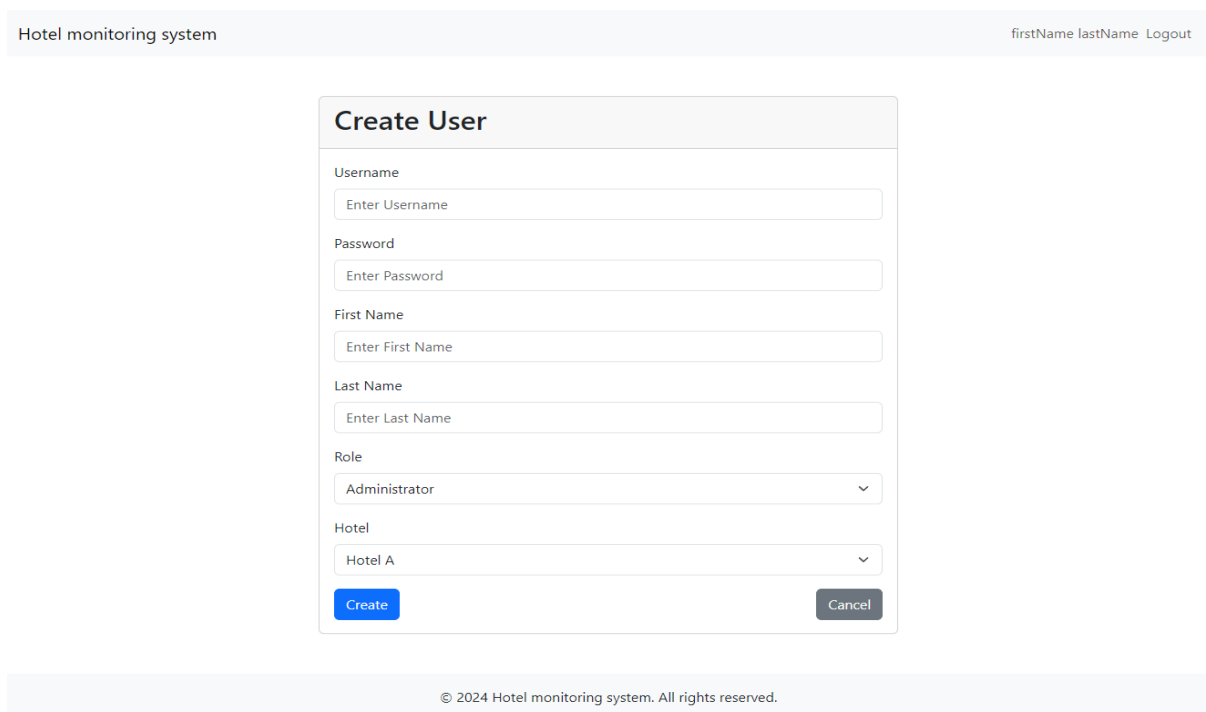 Hotel monitoring system
firstName lastName Logout
Create User
Username
Enter Username
Password
Enter Password
First Name
Enter First Name
Last Name
Enter Last Name
Role
Administrator
Hotel
Hotel A
Create
Cancel
© 2024 Hotel monitoring system. All rights reserved.